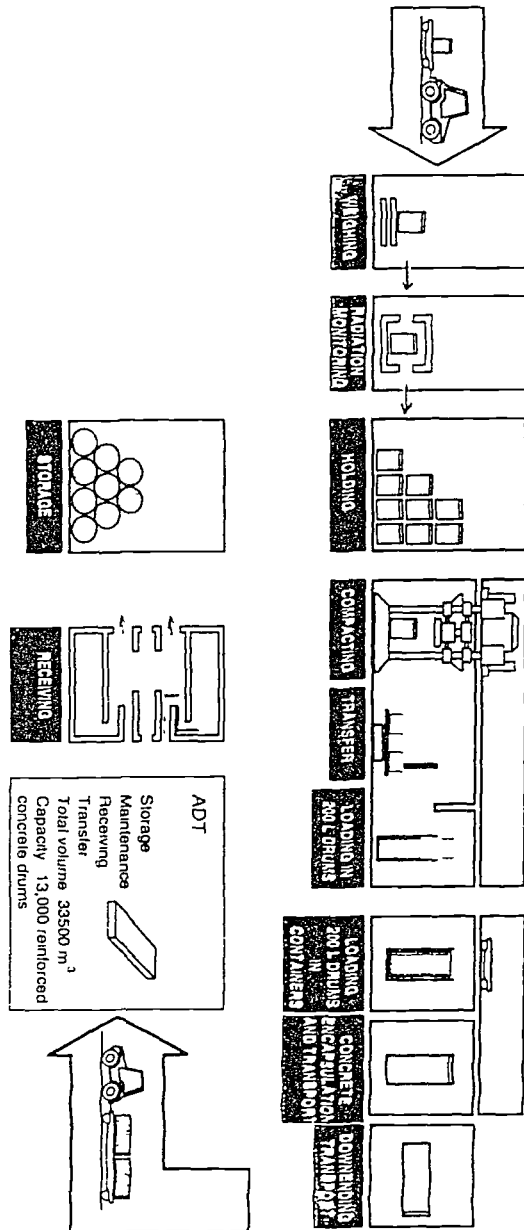 WEIGHING
RADIATION
MONITORING
HOLDING
COMPACTING
TRANSFER
LOADING IN
200 L DRUMS
LOADING
200 L DRUMS
IN
CONTAINERS
CONCRETE
ENCAPSULATION
AND TRANSPORT
DOWNENDING
TRANSPORT
STORAGE
RECEIVING
ADT
Storage
Maintenance
Receiving
Transfer
Total volume 33500 m³
Capacity 13,000 reinforced
concrete drums